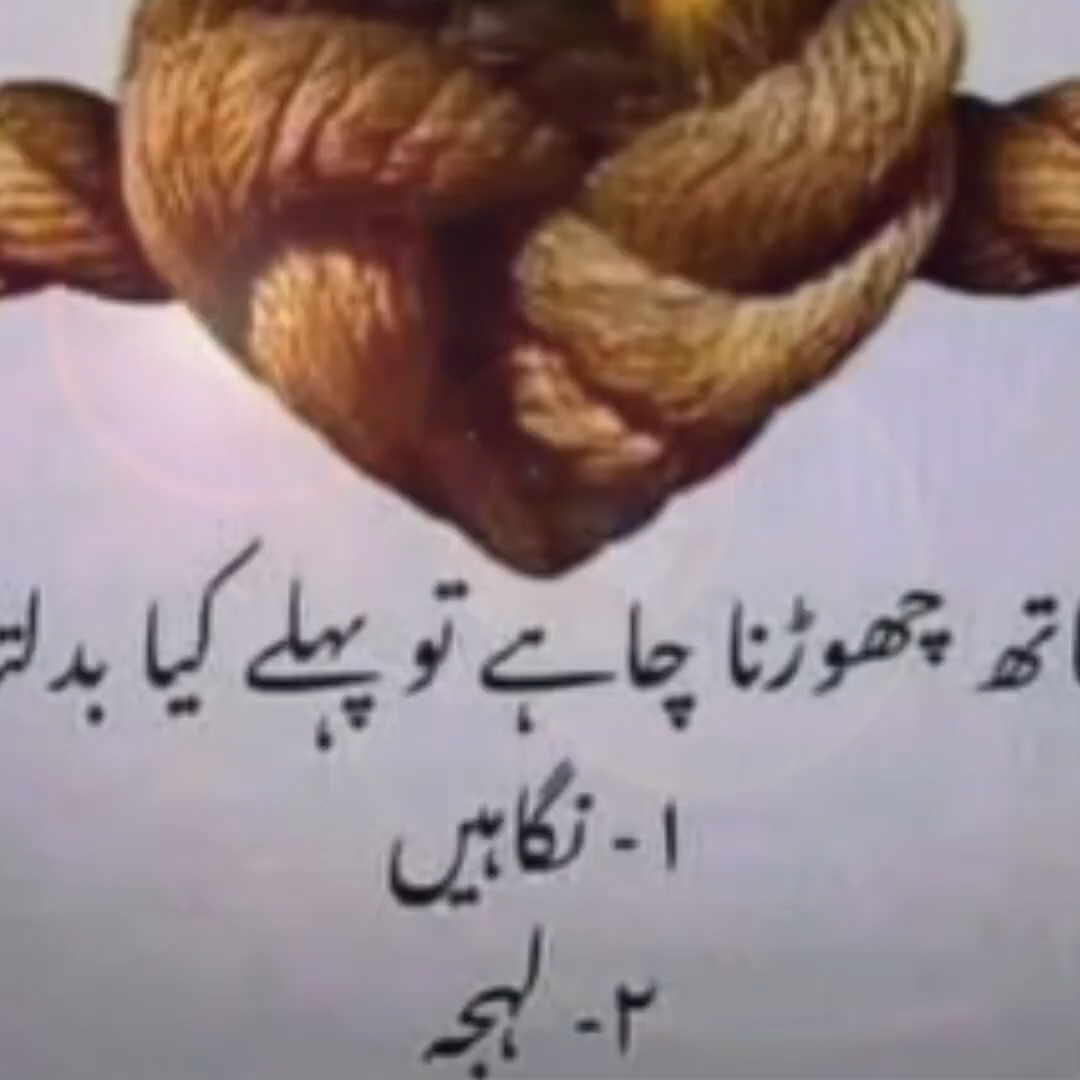 چھوڑنا چاہے تو پہلے کیا
۱- نگاہیں
۲- لہجہ